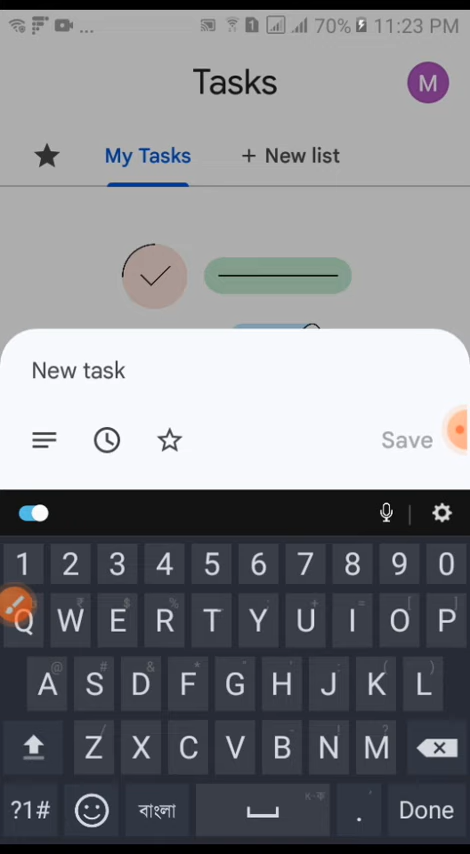 ... 1 70% 11:23 PM
Tasks
M
My Tasks + New list
New task
Save
1 2 3 4 5 6 7 8 9 0
Q W E R T Y U I O P
A S D F G H J K L
Z X C V B N M
?1# বাংলা ক-ক . Done